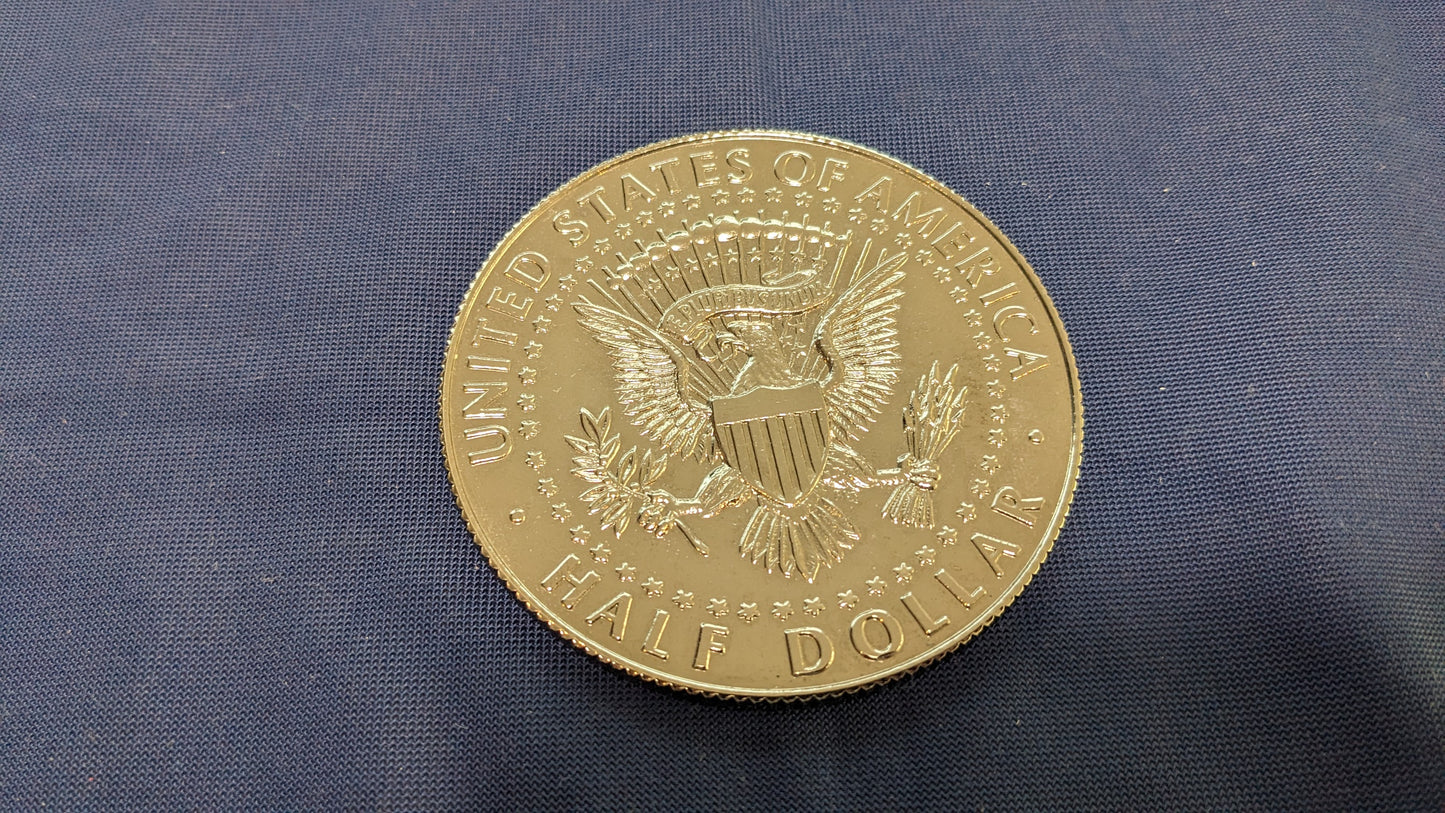 UNITED STATES OF AMERICA
E PLURIBUS UNUM
HALF DOLLAR